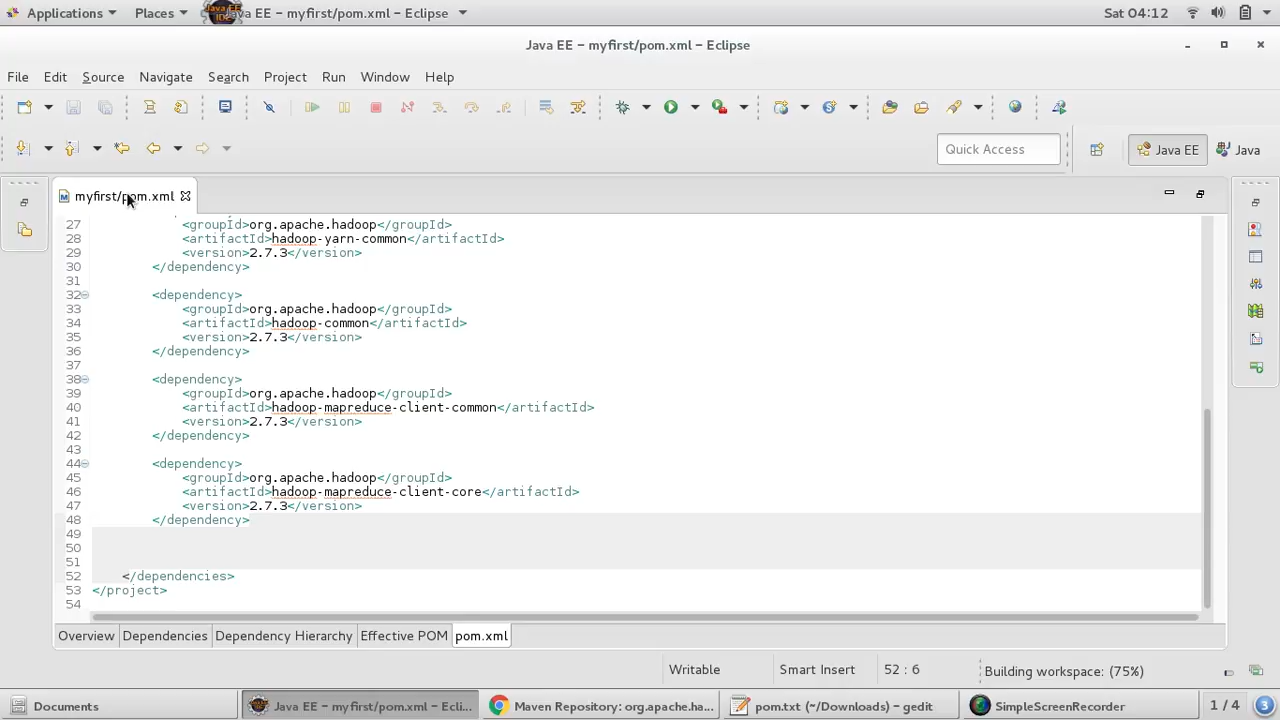 Applications Places Java EE - myfirst/pom.xml - Eclipse Sat 04:12
Java EE - myfirst/pom.xml - Eclipse
File Edit Source Navigate Search Project Run Window Help
Quick Access Java EE Java
myfirst/pom.xml
27 <groupId>org.apache.hadoop</groupId>
28 <artifactId>hadoop-yarn-common</artifactId>
29 <version>2.7.3</version>
30 </dependency>
31
32 <dependency>
33 <groupId>org.apache.hadoop</groupId>
34 <artifactId>hadoop-common</artifactId>
35 <version>2.7.3</version>
36 </dependency>
37
38 <dependency>
39 <groupId>org.apache.hadoop</groupId>
40 <artifactId>hadoop-mapreduce-client-common</artifactId>
41 <version>2.7.3</version>
42 </dependency>
43
44 <dependency>
45 <groupId>org.apache.hadoop</groupId>
46 <artifactId>hadoop-mapreduce-client-core</artifactId>
47 <version>2.7.3</version>
48 </dependency>
49
50
51
52 </dependencies>
53 </project>
54
Overview Dependencies Dependency Hierarchy Effective POM pom.xml
Writable Smart Insert 52 : 6 Building workspace: (75%)
Documents Java EE - myfirst/pom.xml - Ecli... Maven Repository: org.apache.ha... pom.txt (~/Downloads) - gedit SimpleScreenRecorder 1 / 4 3